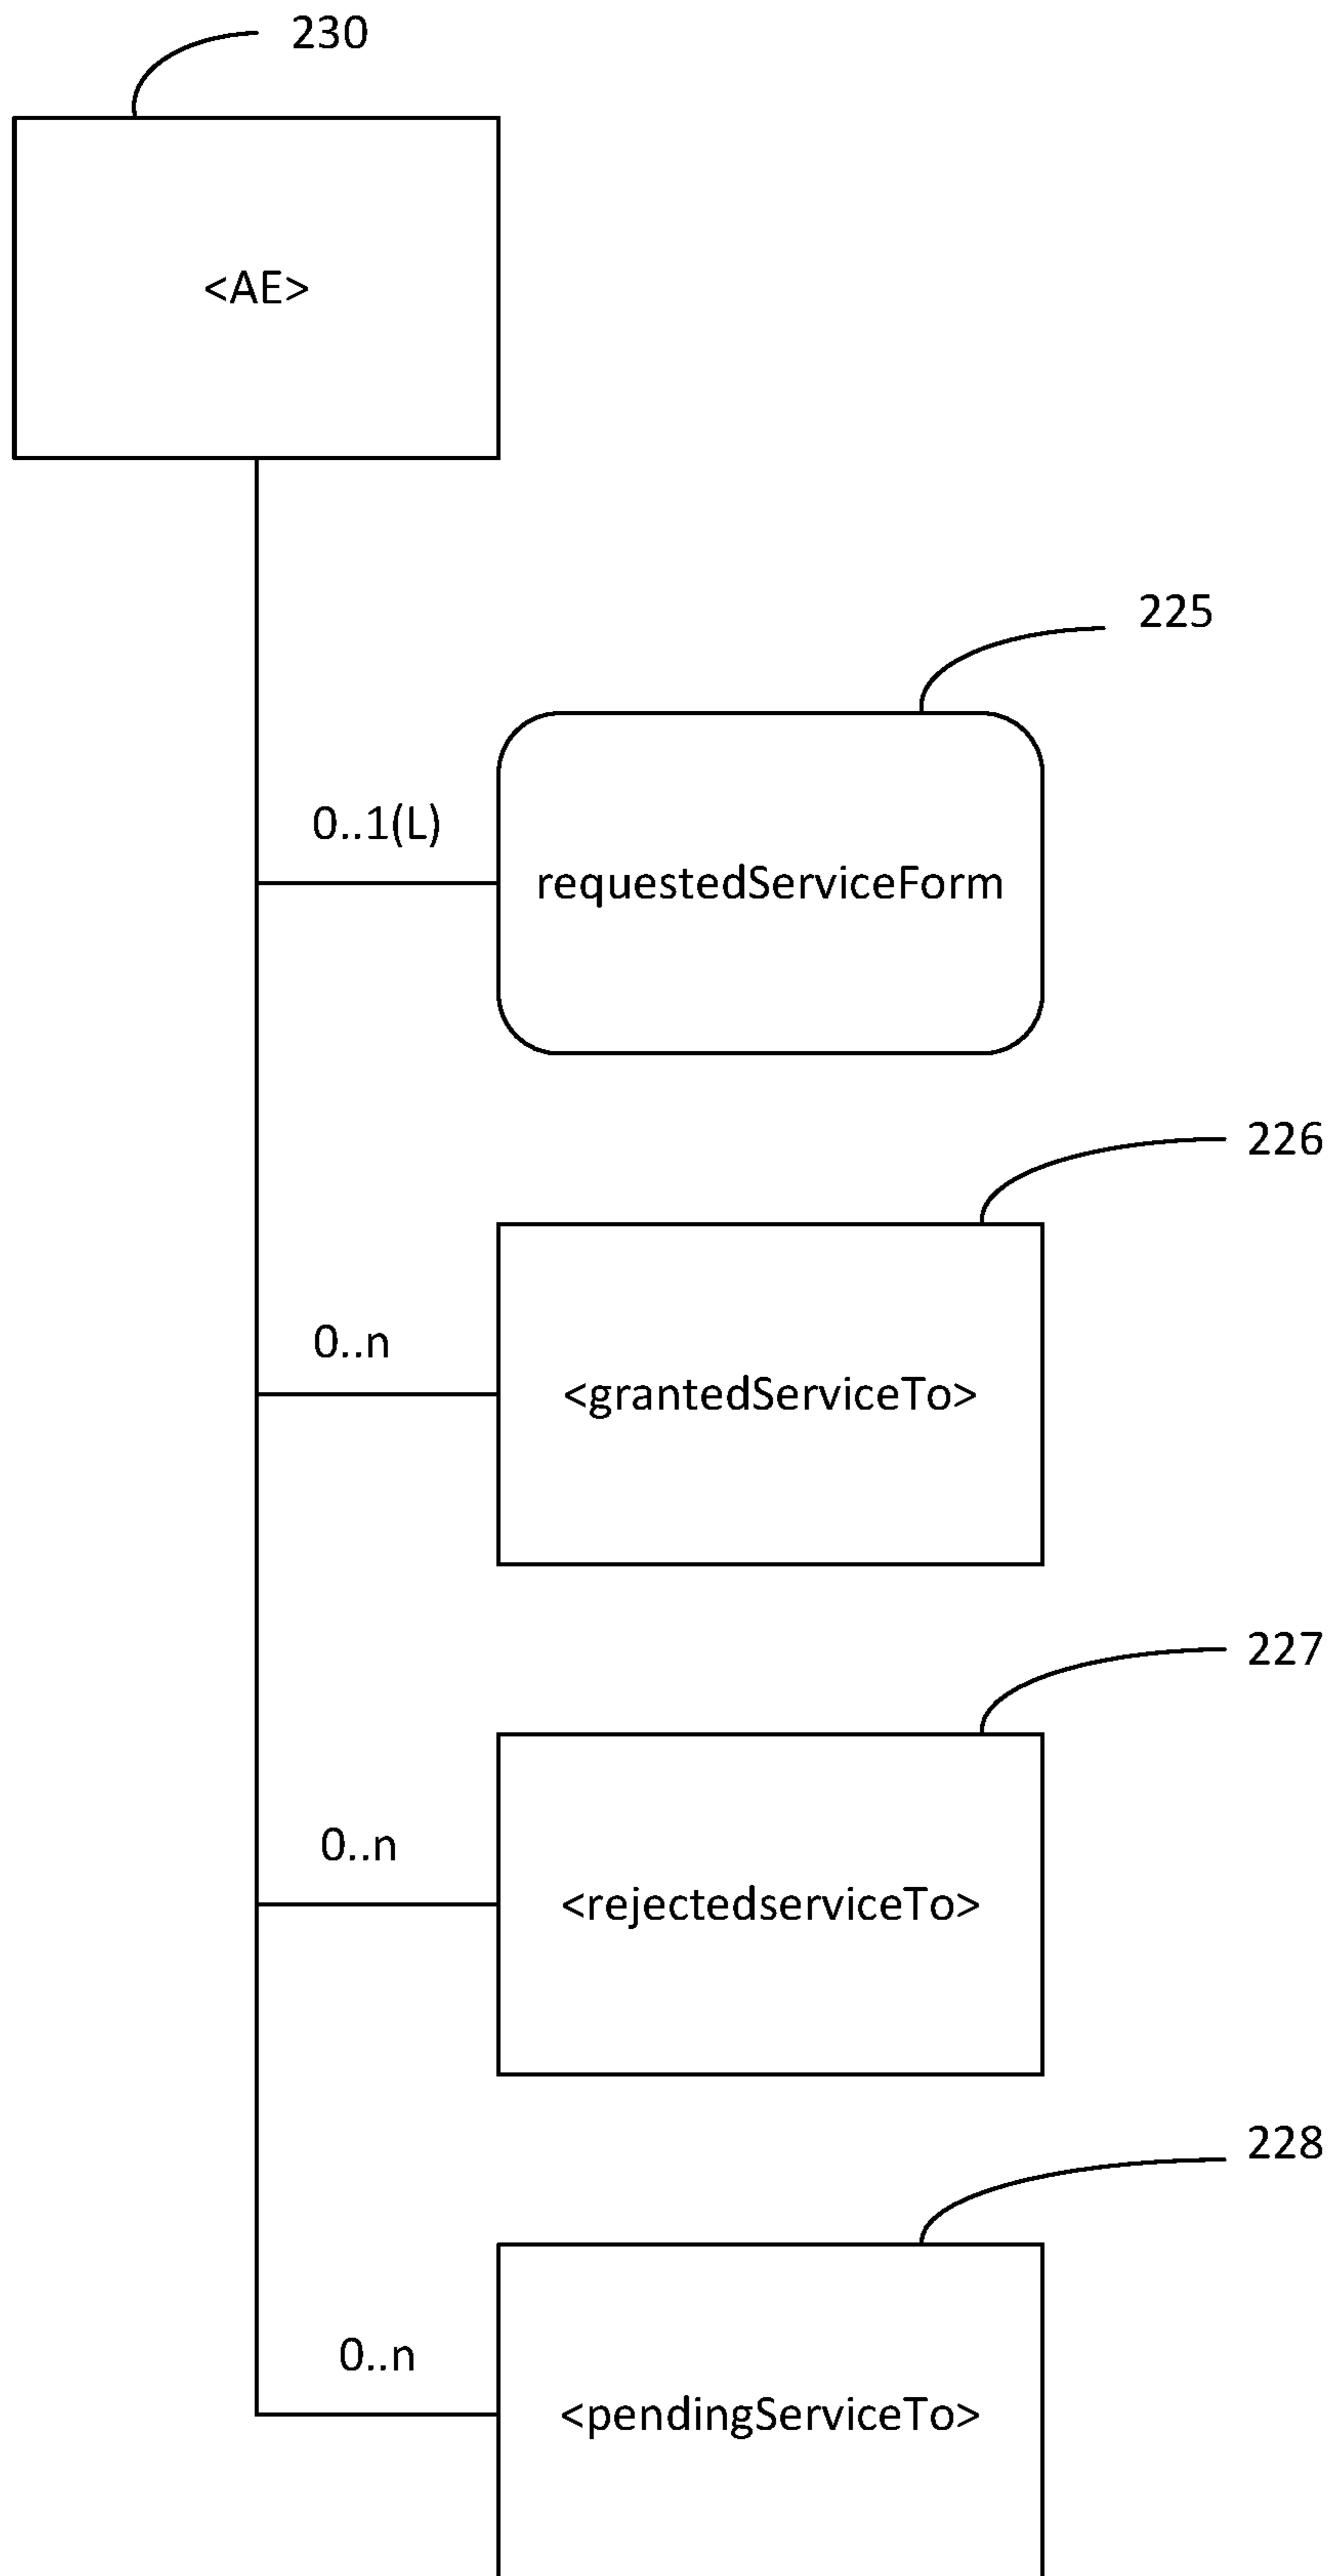 230
<AE>
225
0..1(L)
requestedServiceForm
226
0..n
<grantedServiceTo>
227
0..n
<rejectedserviceTo>
228
0..n
<pendingServiceTo>